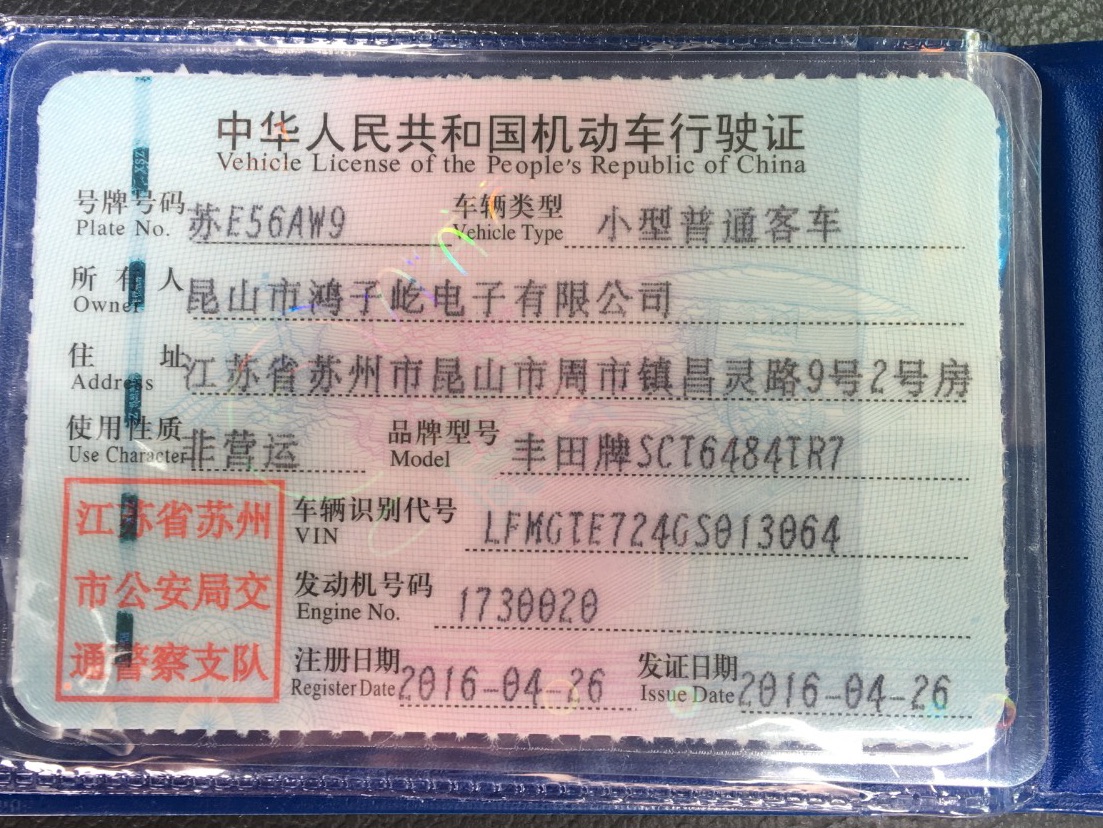 中华人民共和国机动车行驶证
Vehicle License of the People's Republic of China
号牌号码 苏E56AW9 车辆类型 小型普通客车
Plate No. Vehicle Type
所有人 昆山市鸿子屹电子有限公司
Owner
住址 江苏省苏州市昆山市周市镇昌灵路9号2号房
Address
使用性质 非营运 品牌型号 丰田牌SCT6484TR7
Use Character Model
江苏省苏州 车辆识别代号 LFMGTE724GS013064
VIN
市公安局交 发动机号码 1730020
Engine No.
通警察支队 注册日期 2016-04-26 发证日期 2016-04-26
Register Date Issue Date